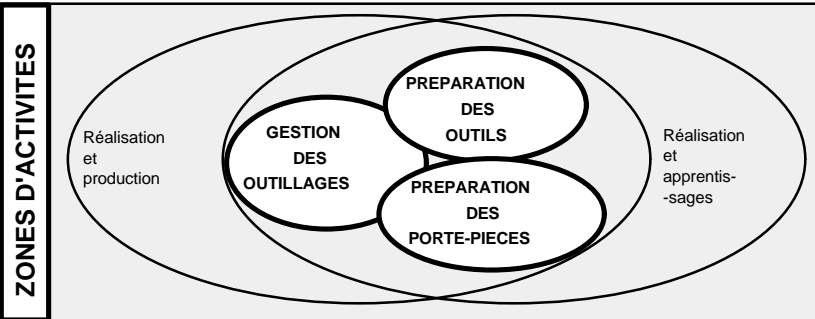 ZONES D'ACTIVITES
Réalisation
et
production
GESTION
DES
OUTILLAGES
PREPARATION
DES
OUTILS
PREPARATION
DES
PORTE-PIECES
Réalisation
et
apprentis-
-sages